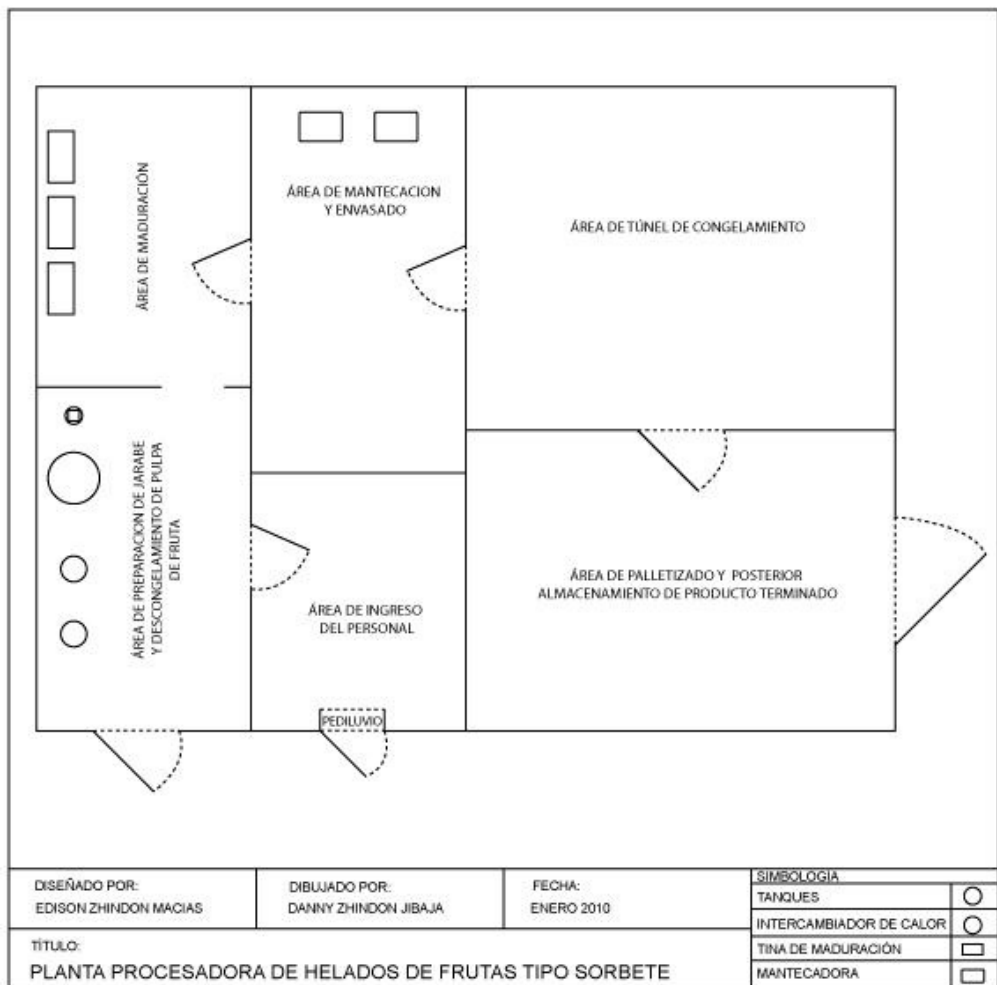 ÁREA DE MADURACIÓN
ÁREA DE MANTECACION
Y ENVASADO
ÁREA DE TÚNEL DE CONGELAMIENTO
ÁREA DE PREPARACION DE JARABE
Y DESCONGELAMIENTO DE PULPA
DE FRUTA
ÁREA DE INGRESO
DEL PERSONAL
ÁREA DE PALLETIZADO Y POSTERIOR
ALMACENAMIENTO DE PRODUCTO TERMINADO
PEDILUVIO
DISEÑADO POR:
EDISON ZHINDON MACIAS
DIBUJADO POR:
DANNY ZHINDON JIBAJA
FECHA:
ENERO 2010
TÍTULO:
PLANTA PROCESADORA DE HELADOS DE FRUTAS TIPO SORBETE
SIMBOLOGÍA
TANQUES
INTERCAMBIADOR DE CALOR
TINA DE MADURACIÓN
MANTECADORA